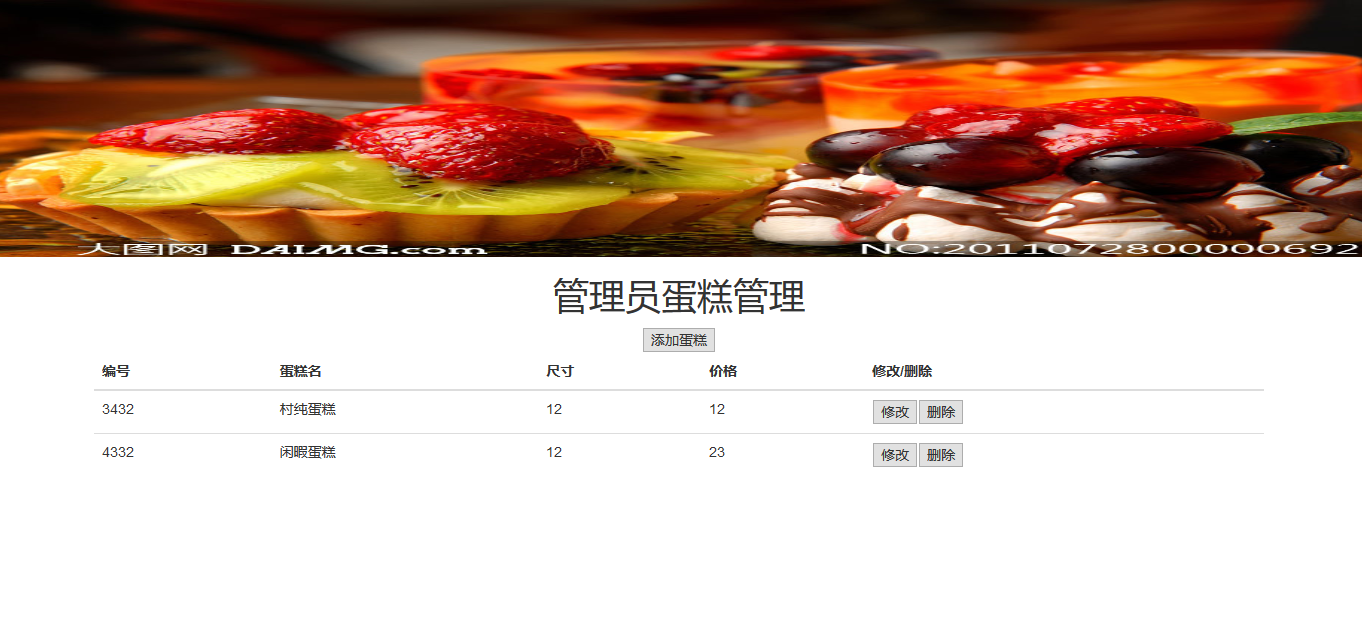 大图网 DAIMG.com NO:20110728000000692
管理员蛋糕管理
添加蛋糕
编号 蛋糕名 尺寸 价格 修改/删除
3432 村纯蛋糕 12 12 修改 删除
4332 闲暇蛋糕 12 23 修改 删除